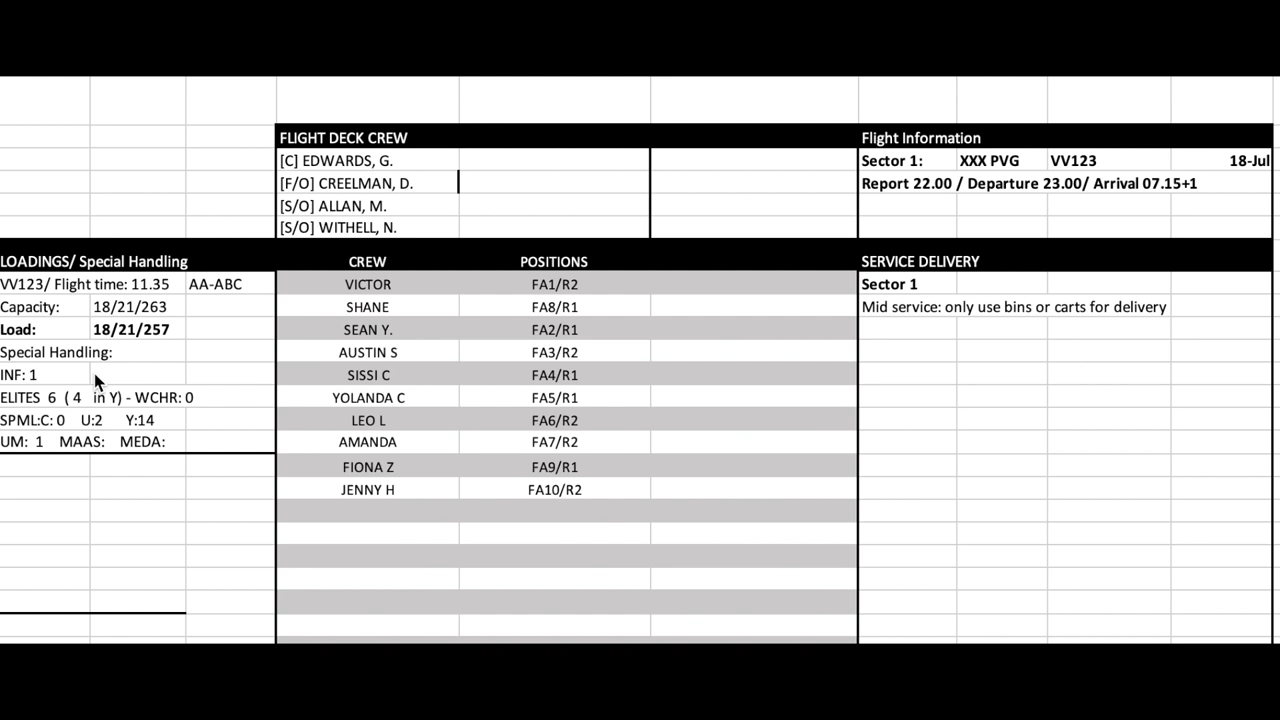 FLIGHT DECK CREW
Flight Information
[C] EDWARDS, G.
Sector 1: XXX PVG VV123 18-Jul
[F/O] CREELMAN, D.
Report 22.00 / Departure 23.00/ Arrival 07.15+1
[S/O] ALLAN, M.
[S/O] WITHELL, N.
LOADINGS/ Special Handling
CREW POSITIONS
SERVICE DELIVERY
VV123/ Flight time: 11.35 AA-ABC
VICTOR FA1/R2
Sector 1
Capacity: 18/21/263
SHANE FA8/R1
Mid service: only use bins or carts for delivery
Load: 18/21/257
SEAN Y. FA2/R1
Special Handling:
AUSTIN S FA3/R2
INF: 1
SISSI C FA4/R1
ELITES 6 ( 4 in Y) - WCHR: 0
YOLANDA C FA5/R1
SPML:C: 0 U:2 Y:14
LEO L FA6/R2
UM: 1 MAAS: MEDA:
AMANDA FA7/R2
FIONA Z FA9/R1
JENNY H FA10/R2